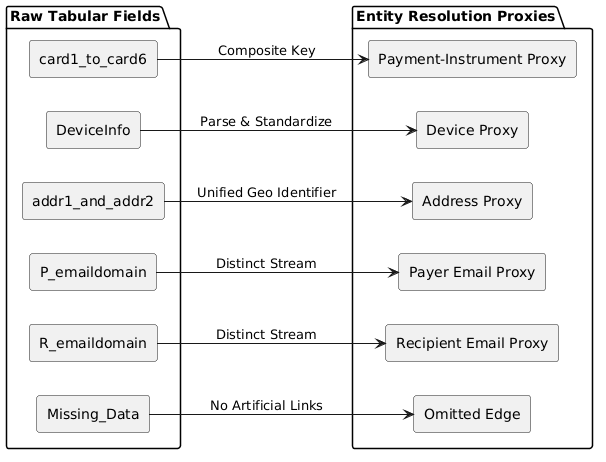 Raw Tabular Fields
Entity Resolution Proxies
card1_to_card6
Composite Key
Payment-Instrument Proxy
DeviceInfo
Parse & Standardize
Device Proxy
addr1_and_addr2
Unified Geo Identifier
Address Proxy
P_emaildomain
Distinct Stream
Payer Email Proxy
R_emaildomain
Distinct Stream
Recipient Email Proxy
Missing_Data
No Artificial Links
Omitted Edge